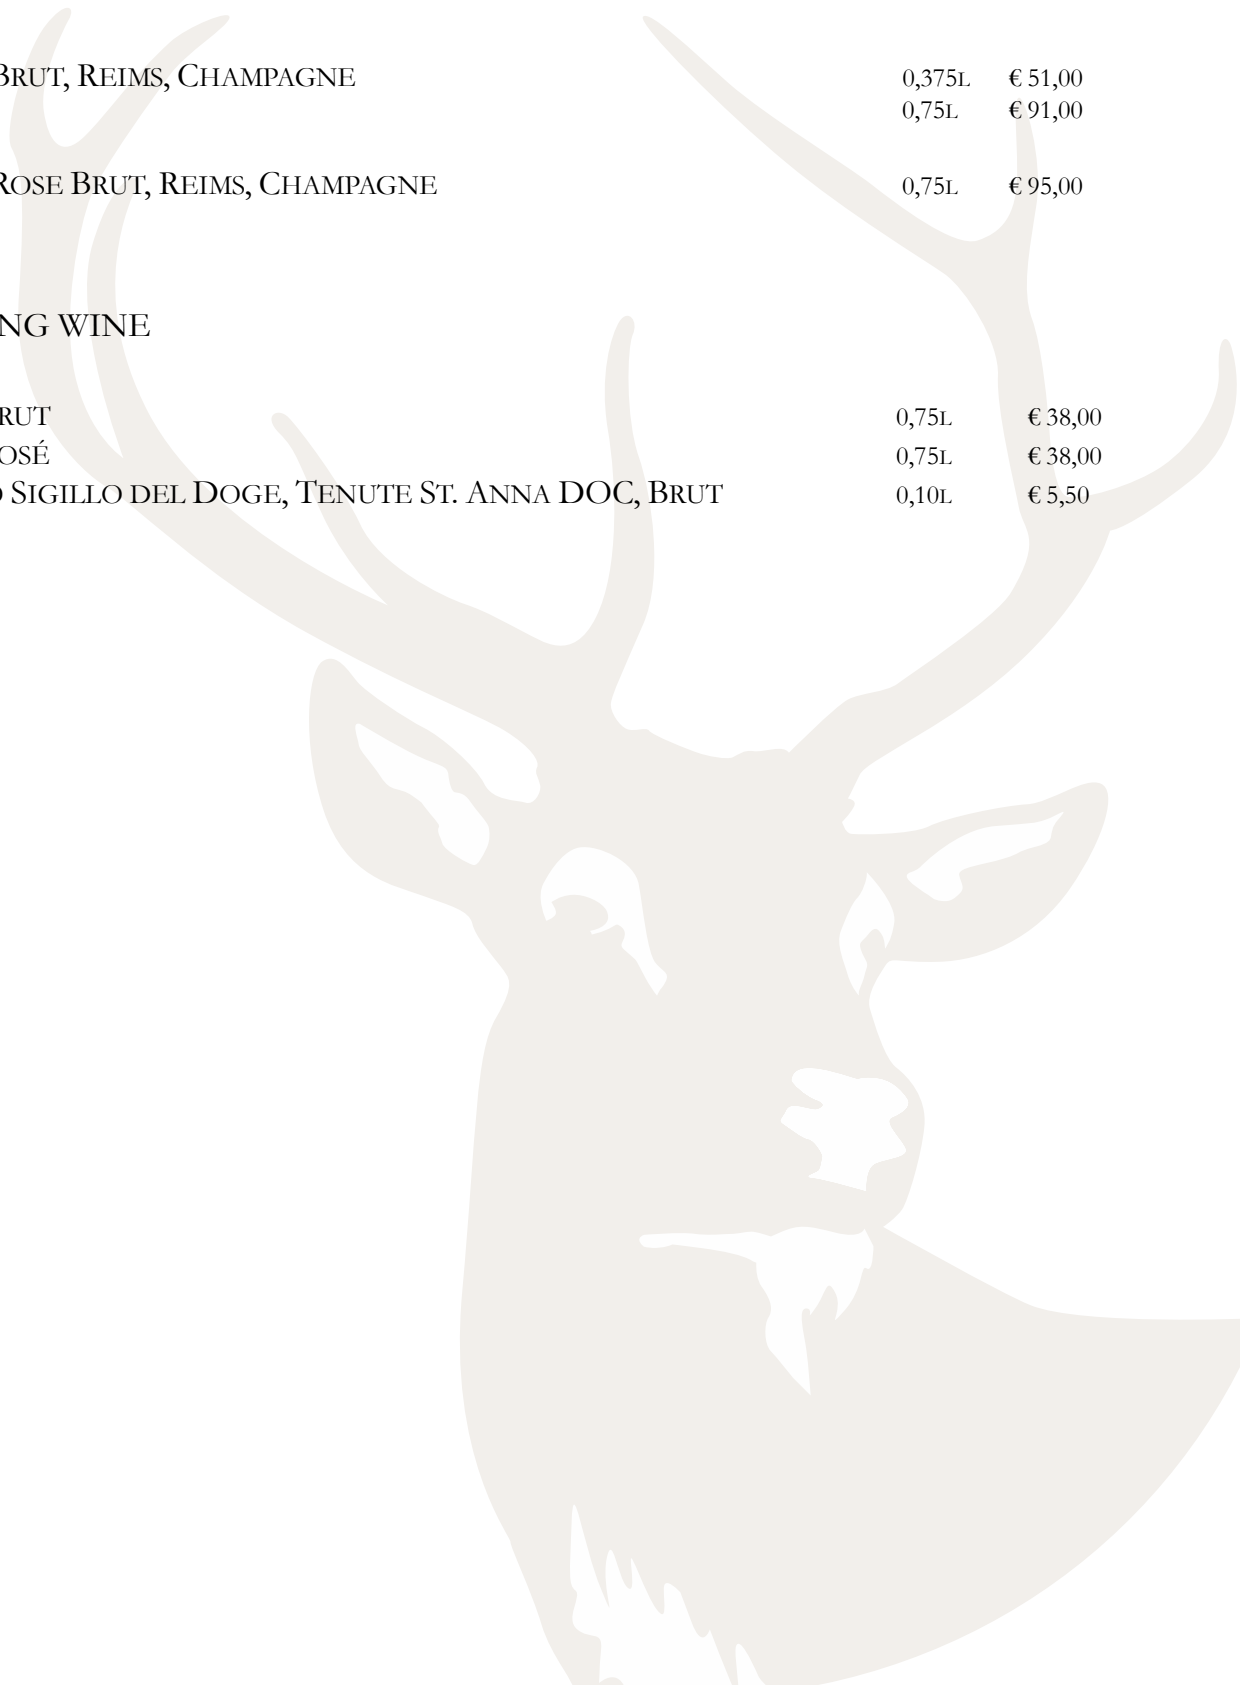 BRUT, REIMS, CHAMPAGNE 0,375L € 51,00
0,75L € 91,00
ROSE BRUT, REIMS, CHAMPAGNE 0,75L € 95,00
NG WINE
RUT 0,75L € 38,00
OSÉ 0,75L € 38,00
SIGILLO DEL DOGE, TENUTE ST. ANNA DOC, BRUT 0,10L € 5,50